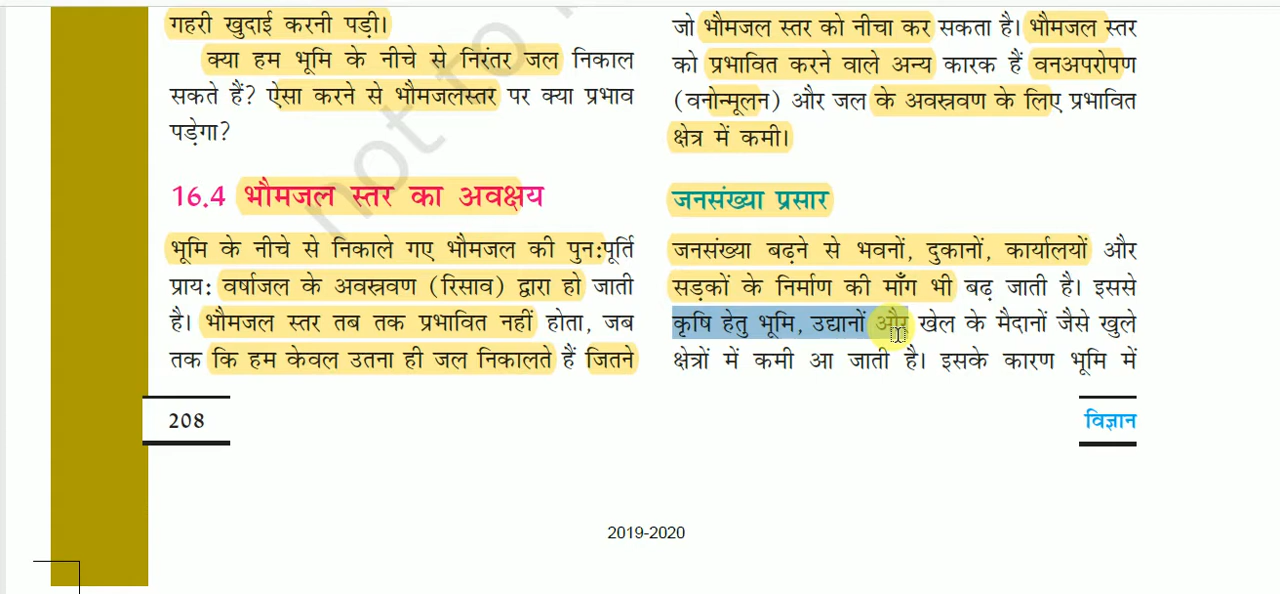 गहरी खुदाई करनी पड़ी।
क्या हम भूमि के नीचे से निरंतर जल निकाल
सकते हैं? ऐसा करने से भौमजलस्तर पर क्या प्रभाव
पड़ेगा?
16.4 भौमजल स्तर का अवक्षय
भूमि के नीचे से निकाले गए भौमजल की पुन:पूर्ति
प्राय: वर्षाजल के अवस्रवण (रिसाव) द्वारा हो जाती
है। भौमजल स्तर तब तक प्रभावित नहीं होता, जब
तक कि हम केवल उतना ही जल निकालते हैं जितने
208
जो भौमजल स्तर को नीचा कर सकता है। भौमजल स्तर
को प्रभावित करने वाले अन्य कारक हैं वनअपरोपण
(वनोन्मूलन) और जल के अवस्रवण के लिए प्रभावित
क्षेत्र में कमी।
जनसंख्या प्रसार
जनसंख्या बढ़ने से भवनों, दुकानों, कार्यालयों और
सड़कों के निर्माण की माँग भी बढ़ जाती है। इससे
कृषि हेतु भूमि, उद्यानों और खेल के मैदानों जैसे खुले
क्षेत्रों में कमी आ जाती है। इसके कारण भूमि में
विज्ञान
2019-2020
not to